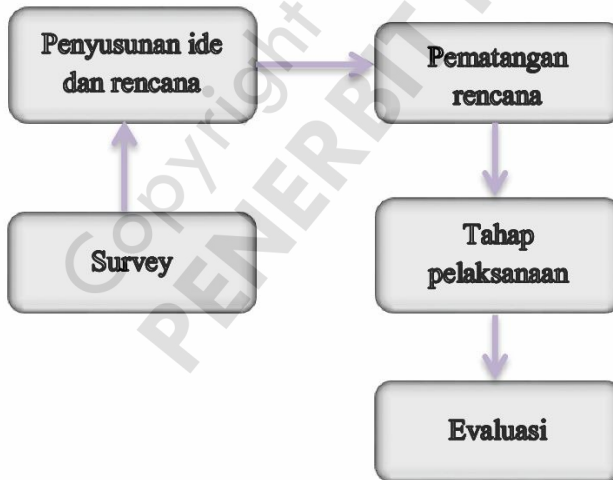 Penyusunan ide
dan rencana
Pematangan
rencana
Survey
Tahap
pelaksanaan
Evaluasi
Copyright
PENERBIT